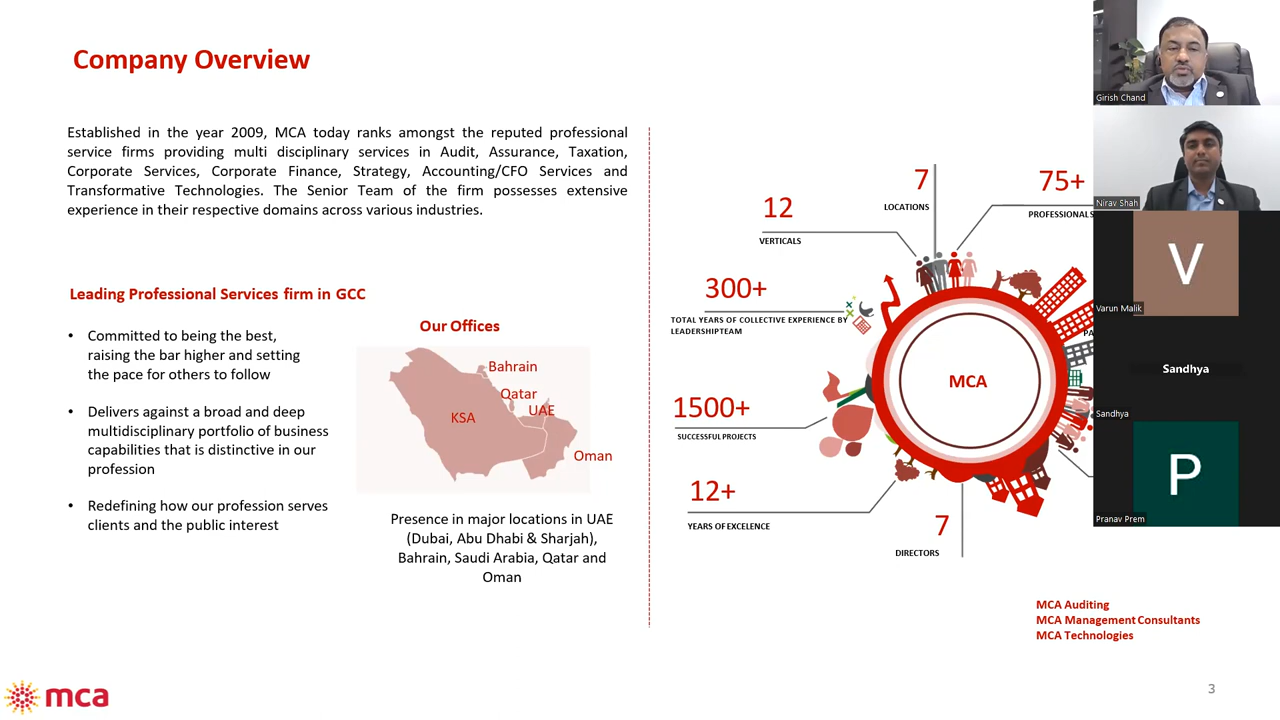 Company Overview
Established in the year 2009, MCA today ranks amongst the reputed professional
service firms providing multi disciplinary services in Audit, Assurance, Taxation,
Corporate Services, Corporate Finance, Strategy, Accounting/CFO Services and
Transformative Technologies. The Senior Team of the firm possesses extensive
experience in their respective domains across various industries.
Leading Professional Services firm in GCC
• Committed to being the best,
raising the bar higher and setting
the pace for others to follow
• Delivers against a broad and deep
multidisciplinary portfolio of business
capabilities that is distinctive in our
profession
• Redefining how our profession serves
clients and the public interest
Our Offices
Bahrain
Qatar
UAE
KSA
Oman
Presence in major locations in UAE
(Dubai, Abu Dhabi & Sharjah),
Bahrain, Saudi Arabia, Qatar and
Oman
7
LOCATIONS
75+
PROFESSIONALS
12
VERTICALS
300+
TOTAL YEARS OF COLLECTIVE EXPERIENCE BY
LEADERSHIPTEAM
MCA
1500+
SUCCESSFUL PROJECTS
12+
YEARS OF EXCELENCE
7
DIRECTORS
MCA Auditing
MCA Management Consultants
MCA Technologies
mca
3
Girish Chand
Nirav Shah
V
Varun Malik
Sandhya
Sandhya
P
Pranav Prem